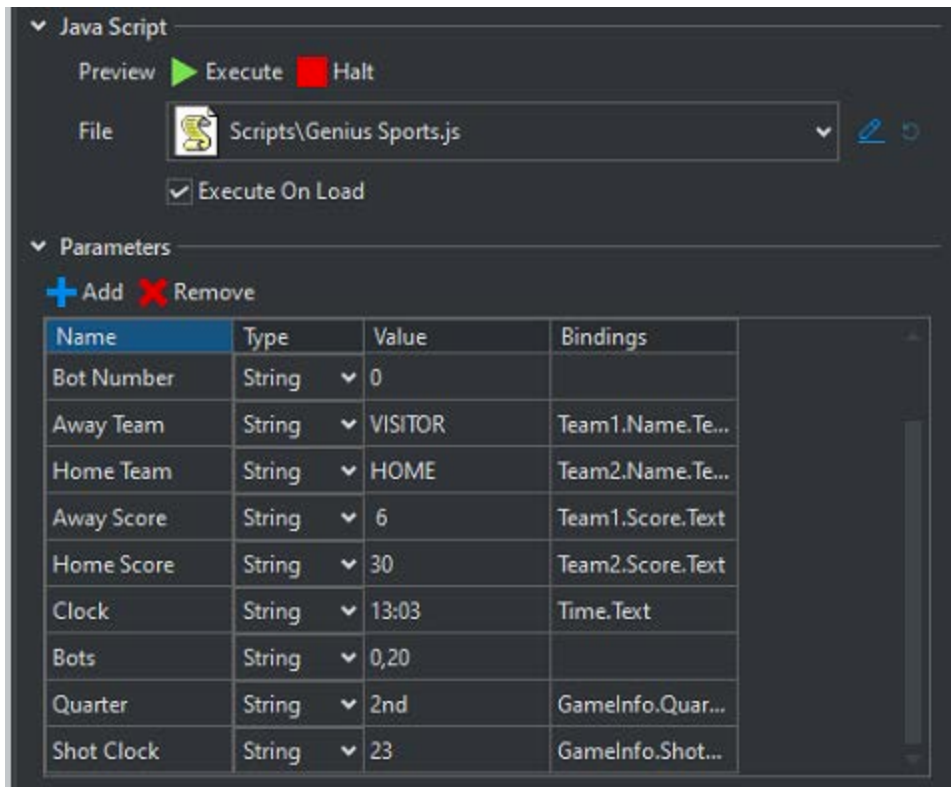 Java Script
Preview Execute Halt
File Scripts\Genius Sports.js
Execute On Load
Parameters
Add Remove
Name Type Value Bindings
Bot Number String 0
Away Team String VISITOR Team1.Name.Te...
Home Team String HOME Team2.Name.Te...
Away Score String 6 Team1.Score.Text
Home Score String 30 Team2.Score.Text
Clock String 13:03 Time.Text
Bots String 0,20
Quarter String 2nd GameInfo.Quar...
Shot Clock String 23 GameInfo.Shot...